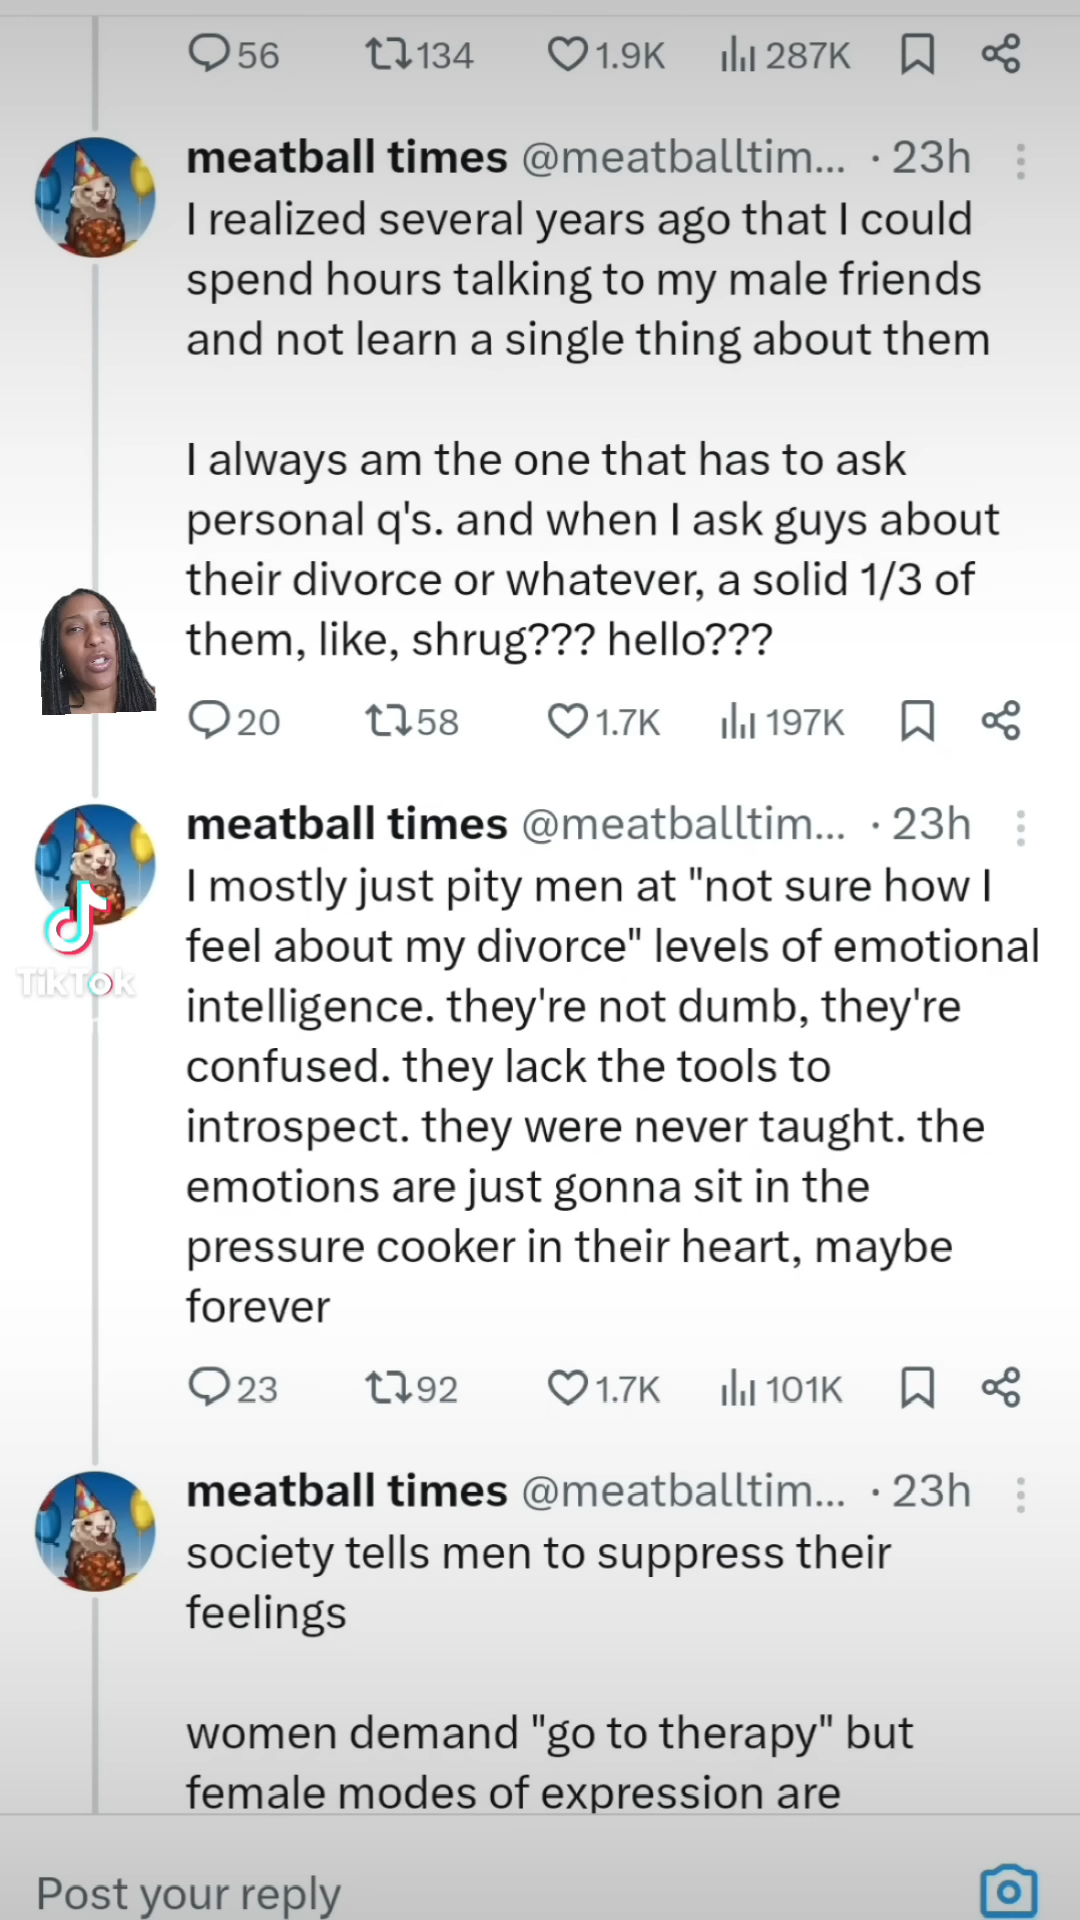 56 134 1.9K 287K
meatball times @meatballtim... · 23h
I realized several years ago that I could
spend hours talking to my male friends
and not learn a single thing about them
I always am the one that has to ask
personal q's. and when I ask guys about
their divorce or whatever, a solid 1/3 of
them, like, shrug??? hello???
20 58 1.7K 197K
meatball times @meatballtim... · 23h
I mostly just pity men at "not sure how I
feel about my divorce" levels of emotional
intelligence. they're not dumb, they're
confused. they lack the tools to
introspect. they were never taught. the
emotions are just gonna sit in the
pressure cooker in their heart, maybe
forever
TikTok
23 92 1.7K 101K
meatball times @meatballtim... · 23h
society tells men to suppress their
feelings
women demand "go to therapy" but
female modes of expression are
Post your reply